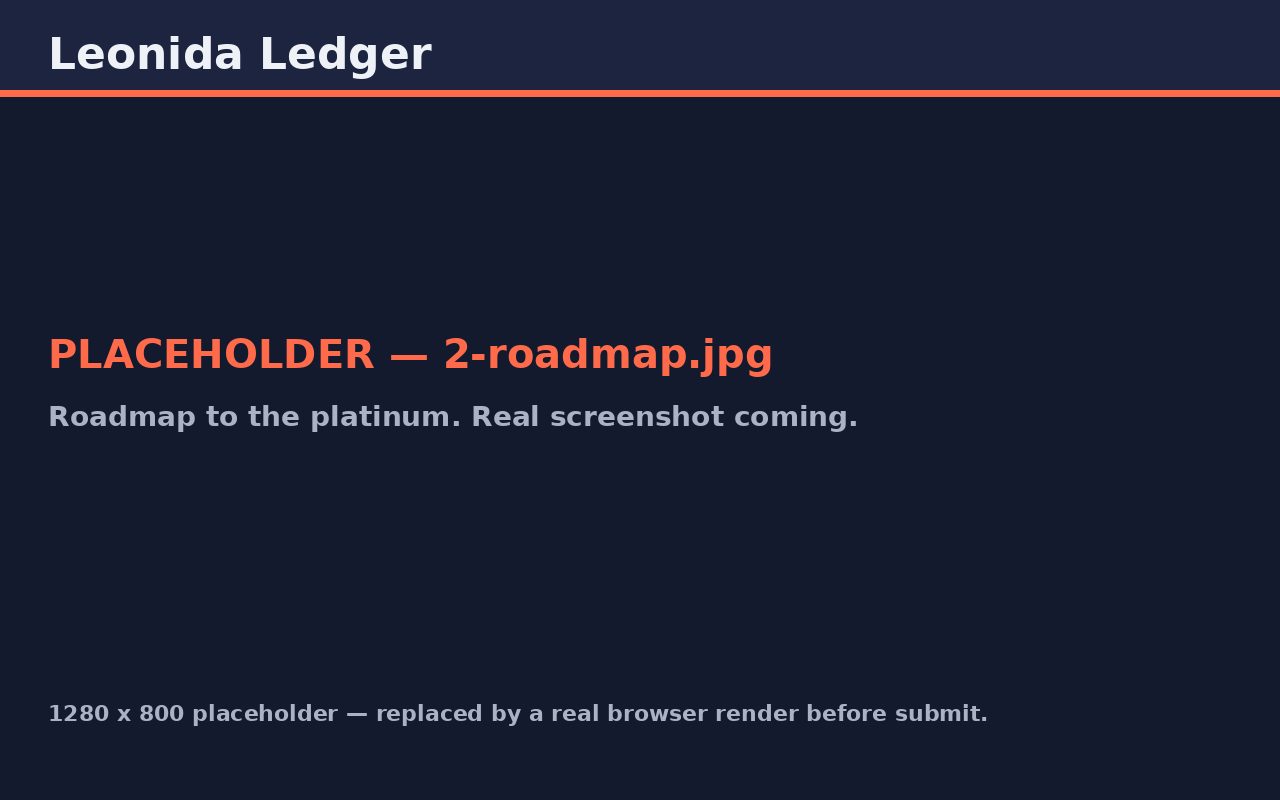 Leonida Ledger
PLACEHOLDER — 2-roadmap.jpg
Roadmap to the platinum. Real screenshot coming.
1280 x 800 placeholder — replaced by a real browser render before submit.